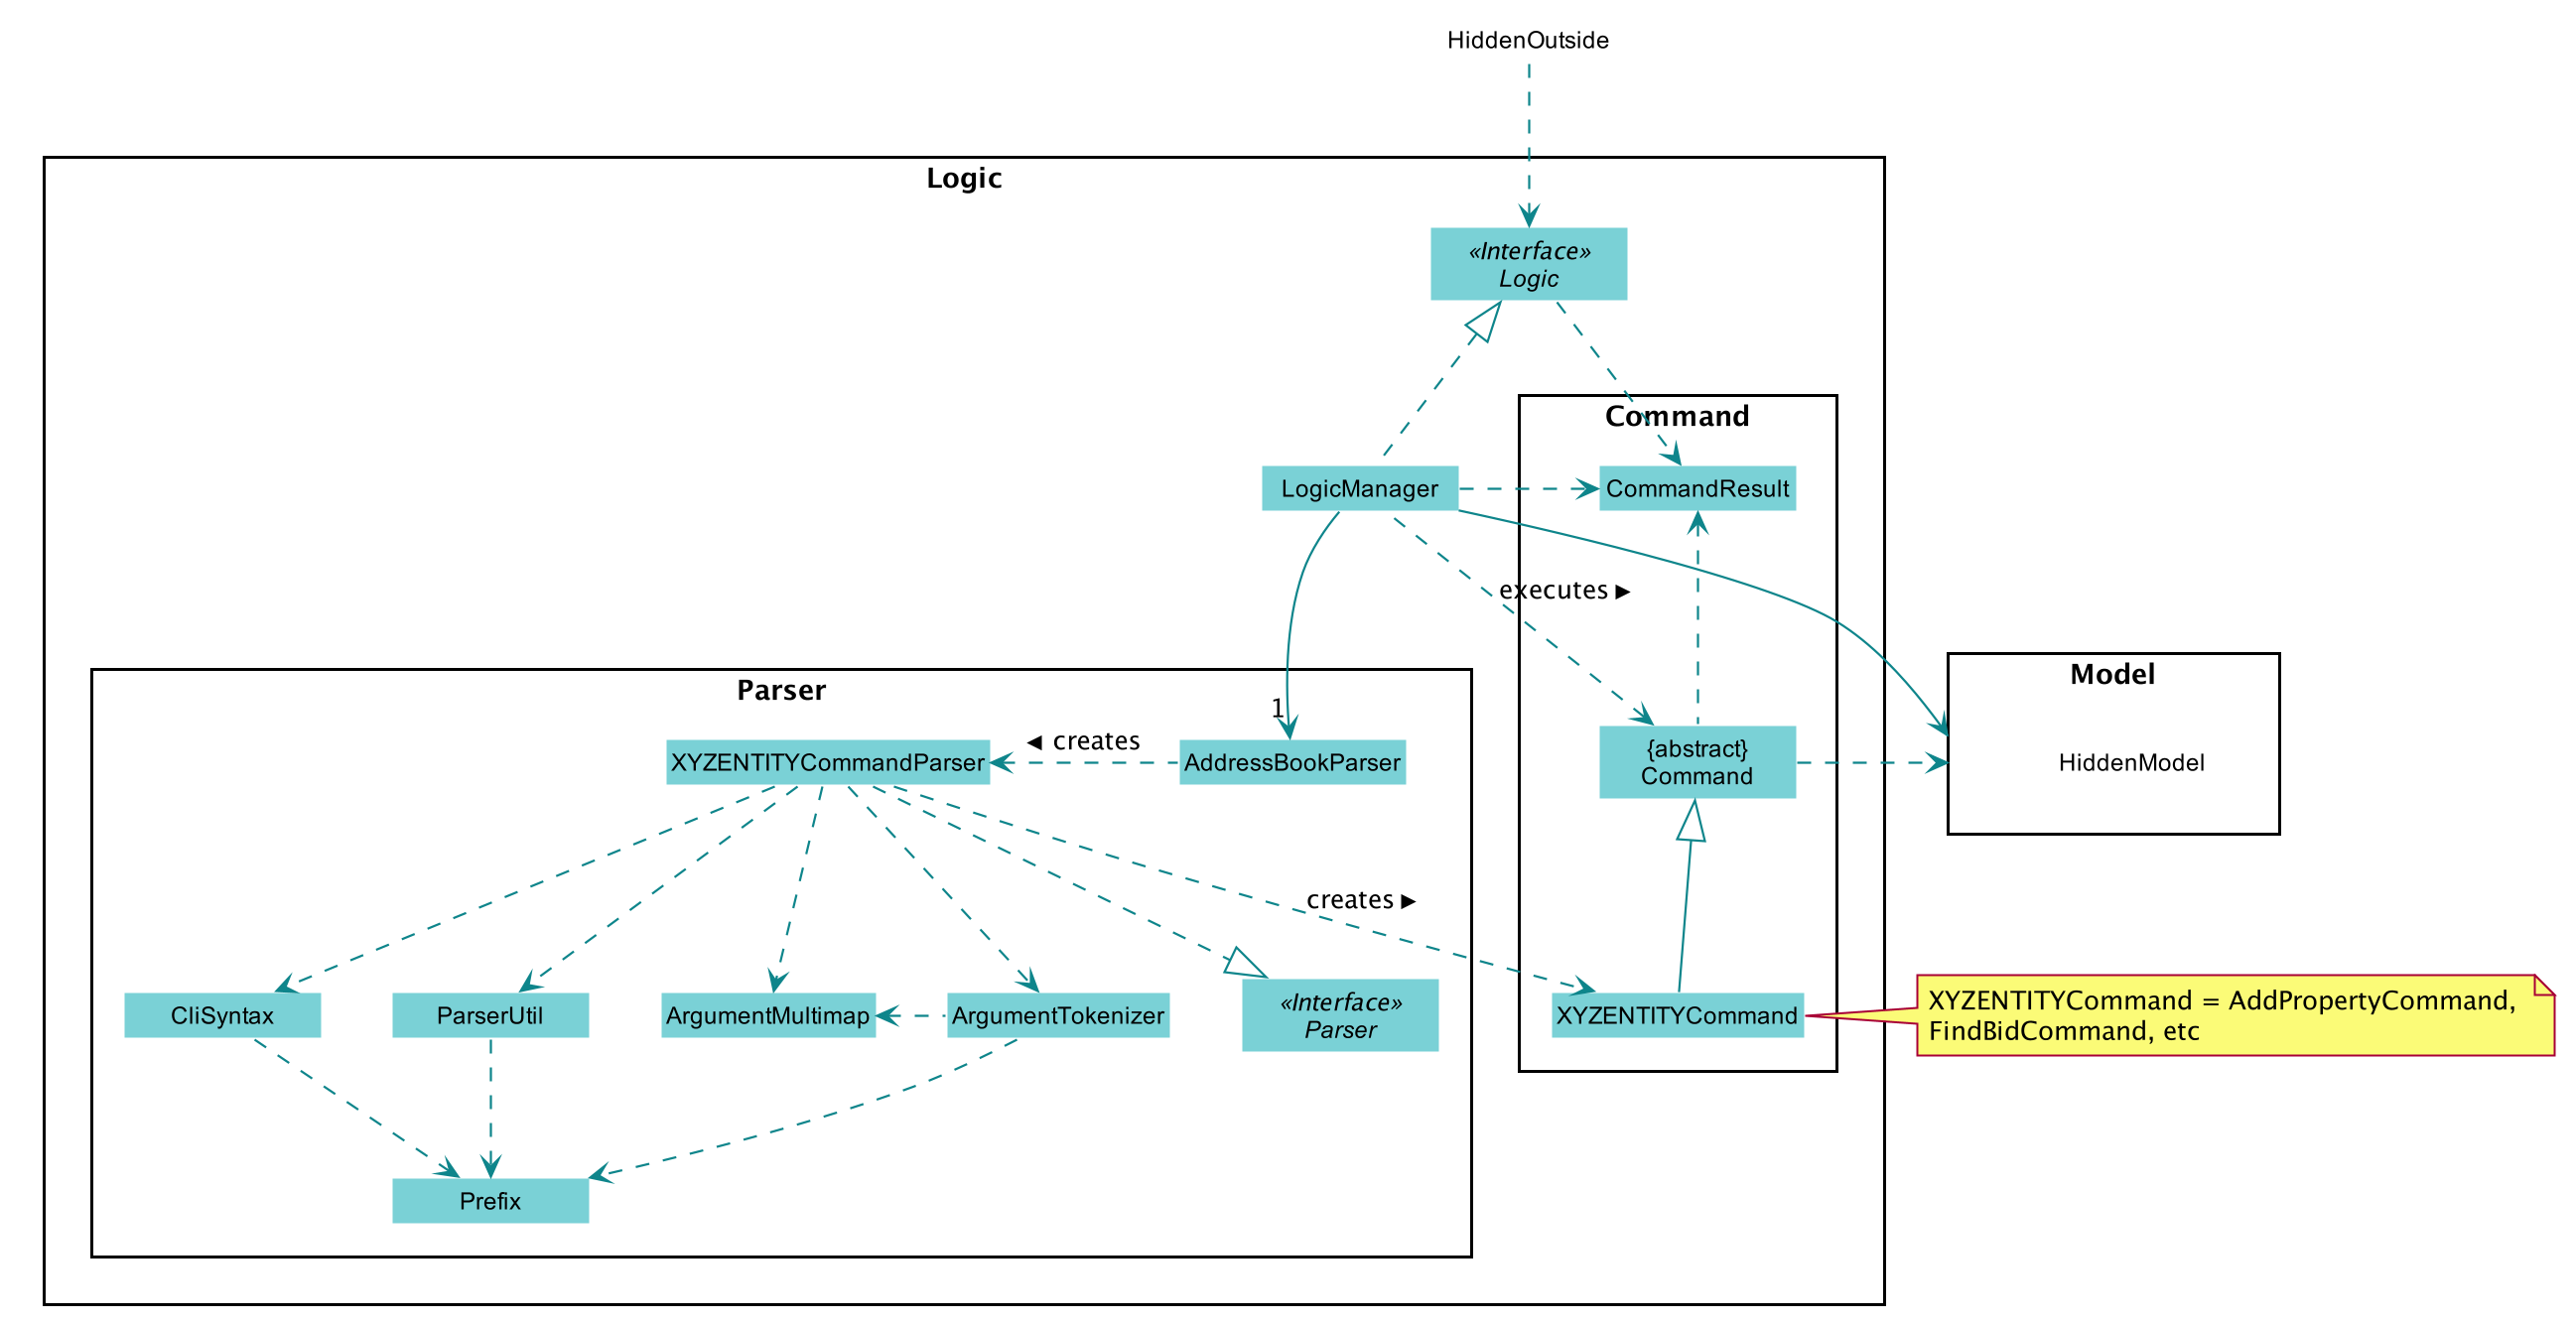 HiddenOutside
Logic
«Interface»
Logic
Command
LogicManager
CommandResult
executes ►
Parser
Model
1
◄ creates
XYZENTITYCommandParser
AddressBookParser
{abstract}
Command
HiddenModel
creates ►
CliSyntax
ParserUtil
ArgumentMultimap
ArgumentTokenizer
«Interface»
Parser
XYZENTITYCommand
XYZENTITYCommand = AddPropertyCommand,
FindBidCommand, etc
Prefix